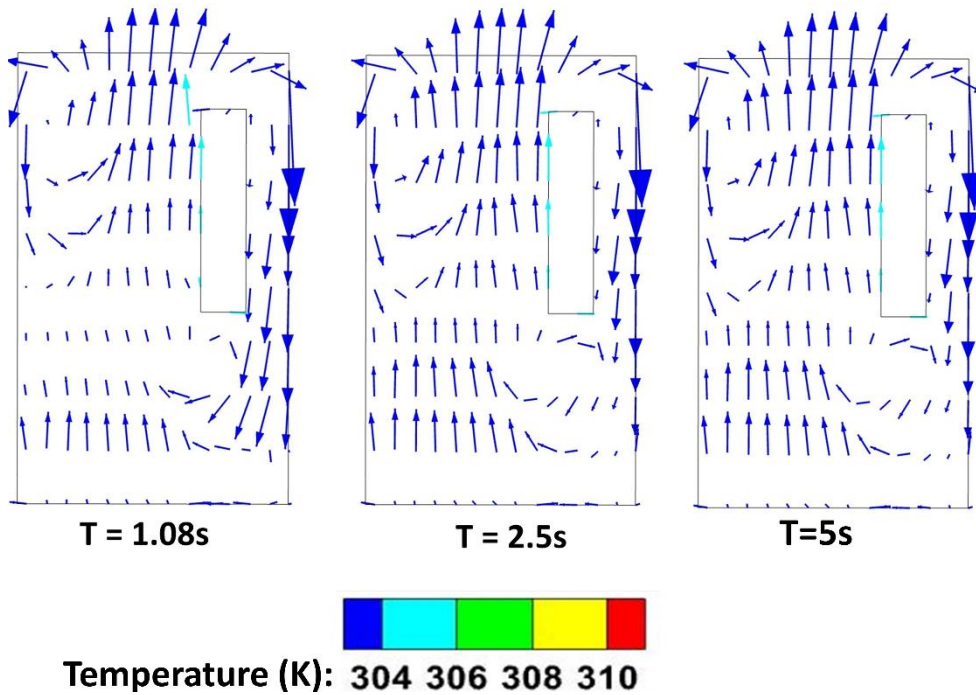 T = 1.08s
T = 2.5s
T=5s
Temperature (K): 304 306 308 310